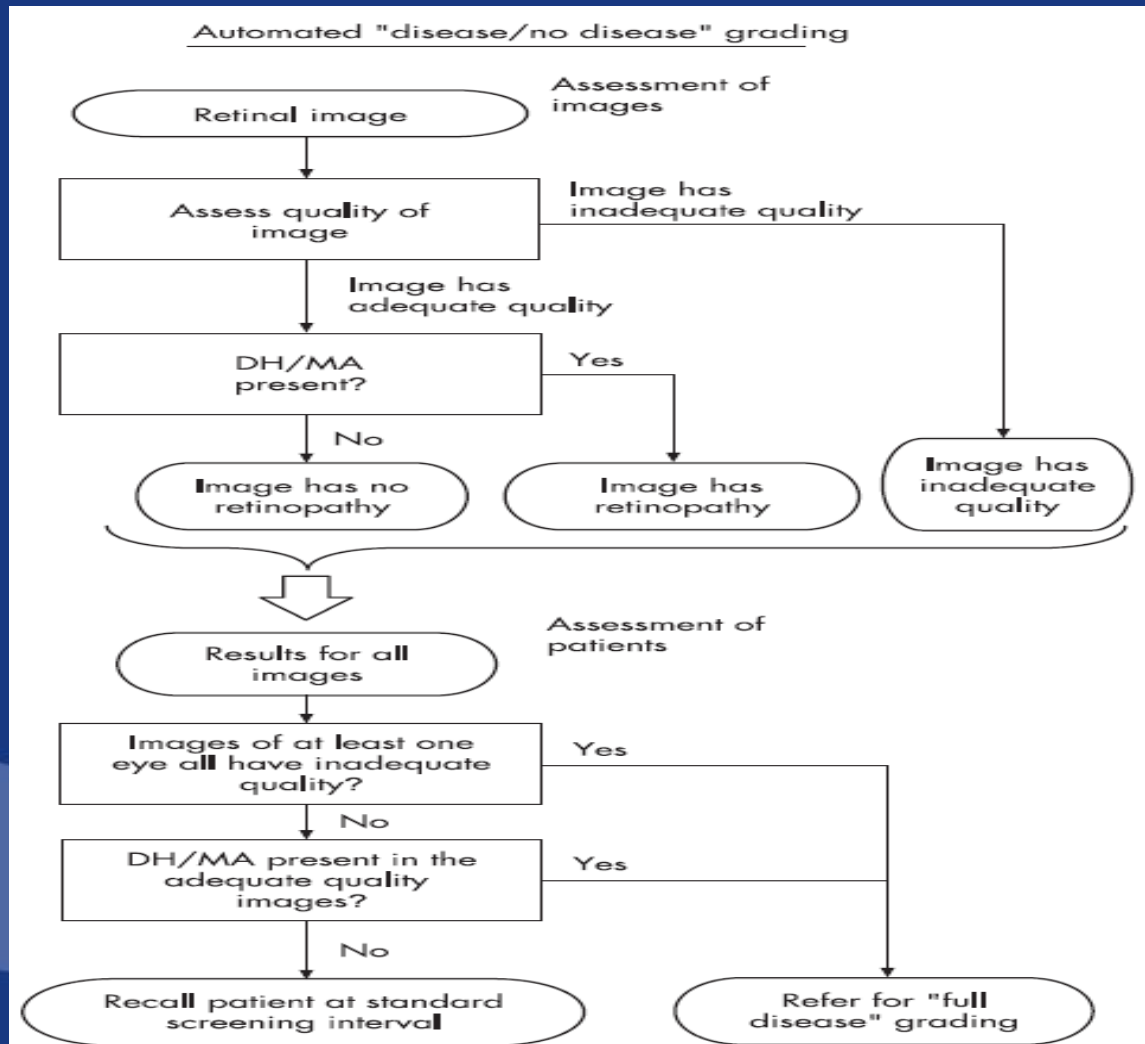 Automated "disease/no disease" grading
Assessment of
images
Retinal image
Assess quality of
image
Image has
inadequate quality
Image has
adequate quality
DH/MA
present?
Yes
No
Image has no
retinopathy
Image has
retinopathy
Image has
inadequate
quality
Assessment of
patients
Results for all
images
Images of at least one
eye all have inadequate
quality?
Yes
No
DH/MA present in the
adequate quality
images?
Yes
No
Recall patient at standard
screening interval
Refer for "full
disease" grading